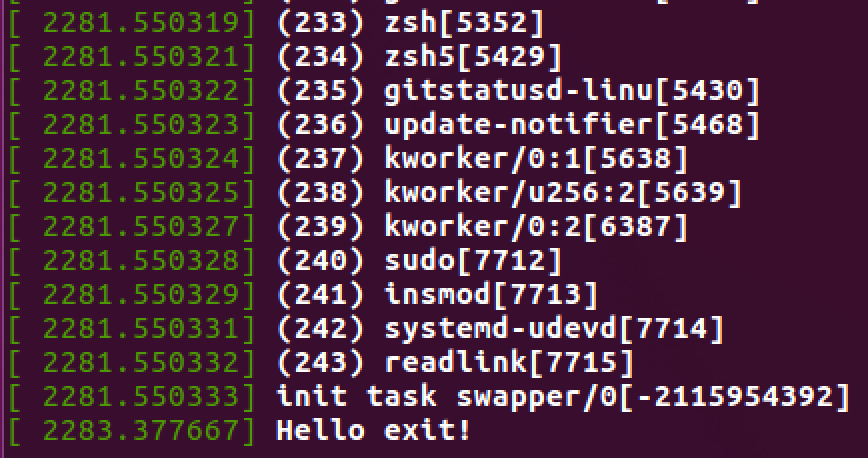 [ 2281.550319] (233) zsh[5352]
[ 2281.550321] (234) zsh5[5429]
[ 2281.550322] (235) gitstatusd-linu[5430]
[ 2281.550323] (236) update-notifier[5468]
[ 2281.550324] (237) kworker/0:1[5638]
[ 2281.550325] (238) kworker/u256:2[5639]
[ 2281.550327] (239) kworker/0:2[6387]
[ 2281.550328] (240) sudo[7712]
[ 2281.550329] (241) insmod[7713]
[ 2281.550331] (242) systemd-udevd[7714]
[ 2281.550332] (243) readlink[7715]
[ 2281.550333] init task swapper/0[-2115954392]
[ 2283.377667] Hello exit!